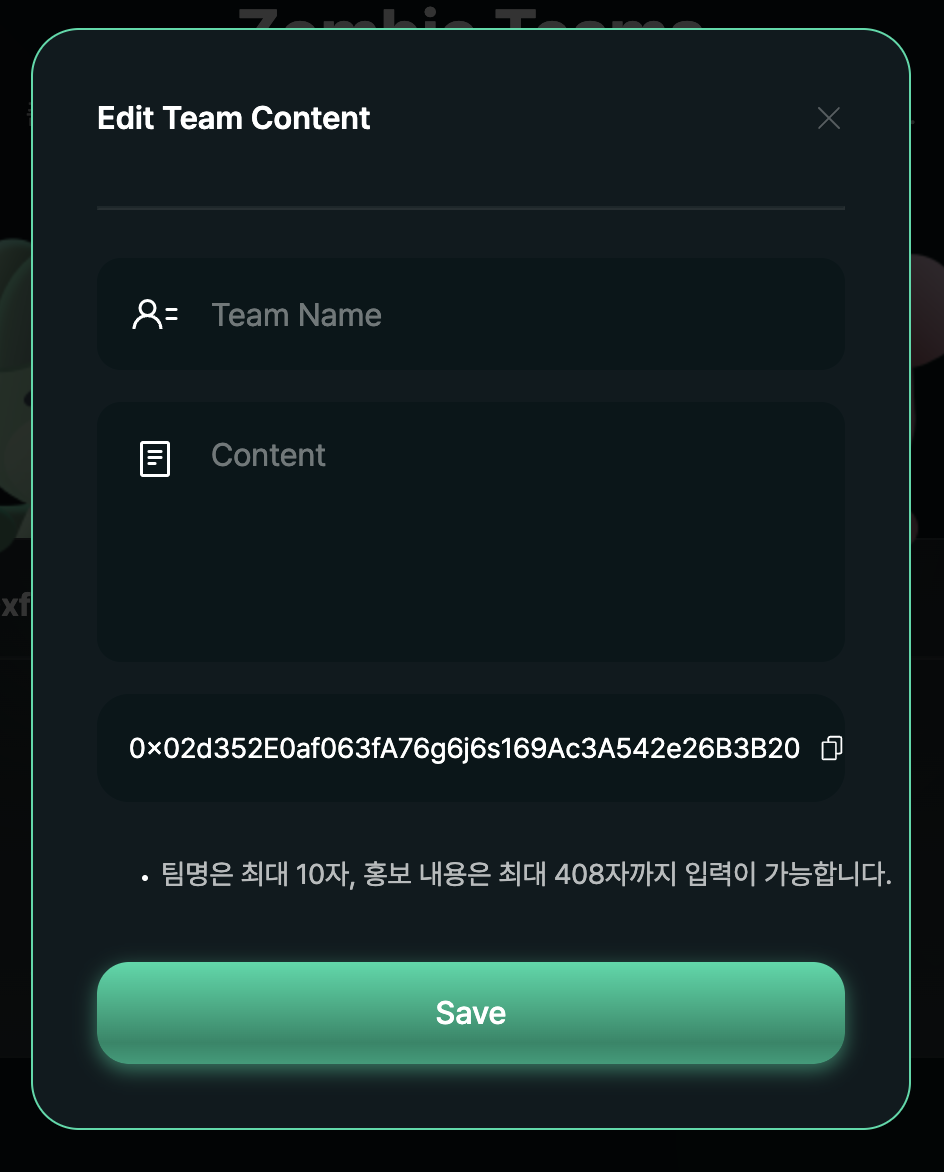 Zombie Teams
Edit Team Content
Team Name
Content
xf
0×02d352E0af063fA76g6j6s169Ac3A542e26B3B20
• 팀명은 최대 10자, 홍보 내용은 최대 408자까지 입력이 가능합니다.
Save